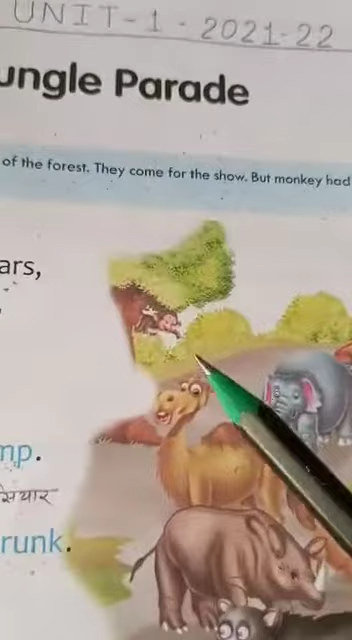 UNIT-1 - 2021-22
ungle Parade
of the forest. They come for the show. But monkey had
ars,
mp.
सियार
runk.